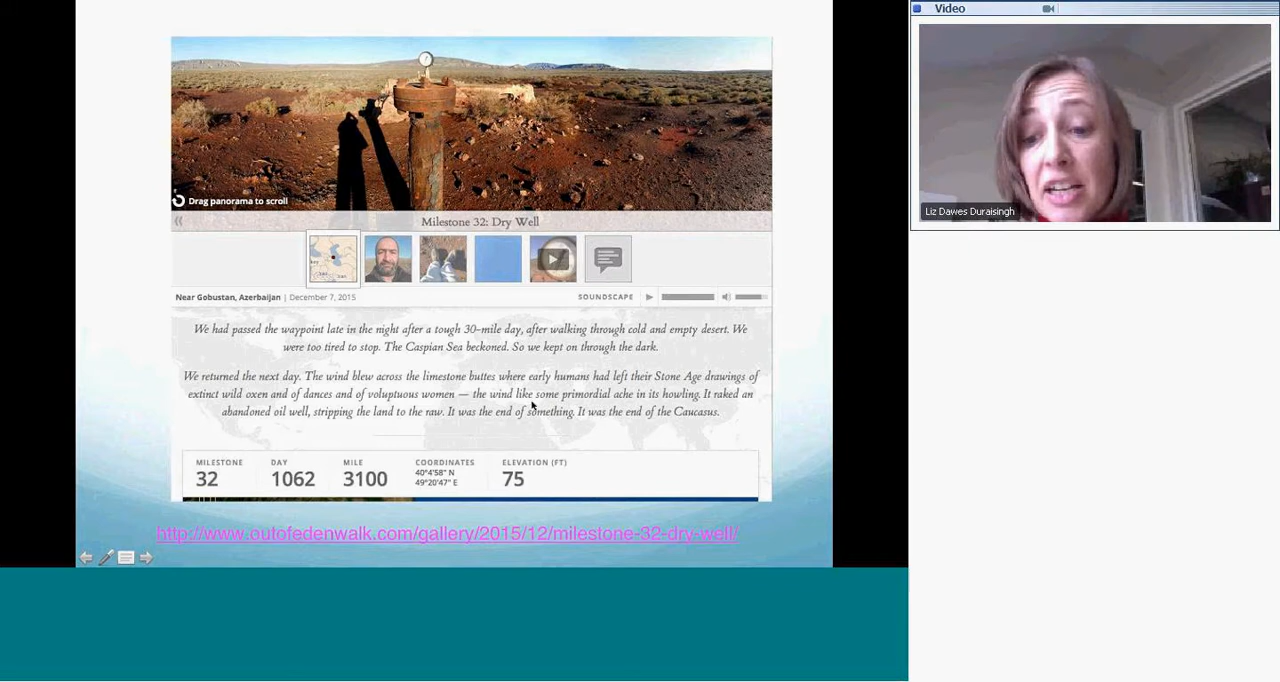 Video
Drag panorama to scroll
Milestone 32: Dry Well
Near Gobustan, Azerbaijan | December 7, 2015
SOUNDSCAPE
We had passed the waypoint late in the night after a tough 30-mile day, after walking through cold and empty desert. We
were too tired to stop. The Caspian Sea beckoned. So we kept on through the dark.
We returned the next day. The wind blew across the limestone buttes where early humans had left their Stone Age drawings of
extinct wild oxen and of dances and of voluptuous women — the wind like some primordial ache in its howling. It raked an
abandoned oil well, stripping the land to the raw. It was the end of something. It was the end of the Caucasus.
MILESTONE DAY MILE COORDINATES ELEVATION (FT)
32 1062 3100 40°4'58" N 75
49°20'47" E
http://www.outofedenwalk.com/gallery/2015/12/milestone-32-dry-well/
Liz Dawes Duraisingh